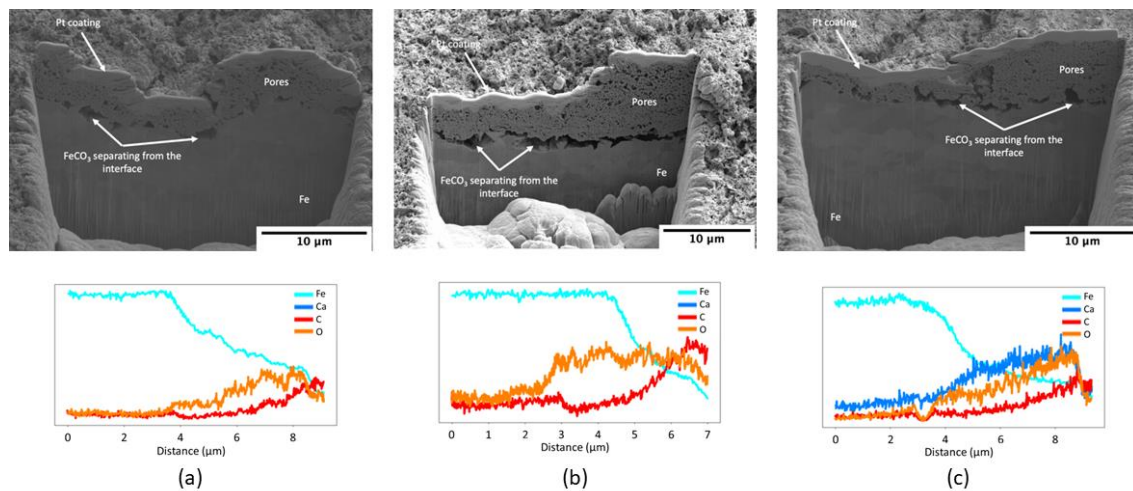 Pt coating
Pores
FeCO₃ separating from the
interface
Fe
10 µm
Pt coating
Pores
FeCO₃ separating from the
interface
Fe
10 µm
Pt coating
Pores
FeCO₃ separating from the
interface
Fe
10 µm
Fe
Ca
C
O
0 2 4 6 8
Distance (µm)
(a)
Fe
Ca
C
O
0 1 2 3 4 5 6 7
Distance (µm)
(b)
Fe
Ca
C
O
0 2 4 6 8
Distance (µm)
(c)